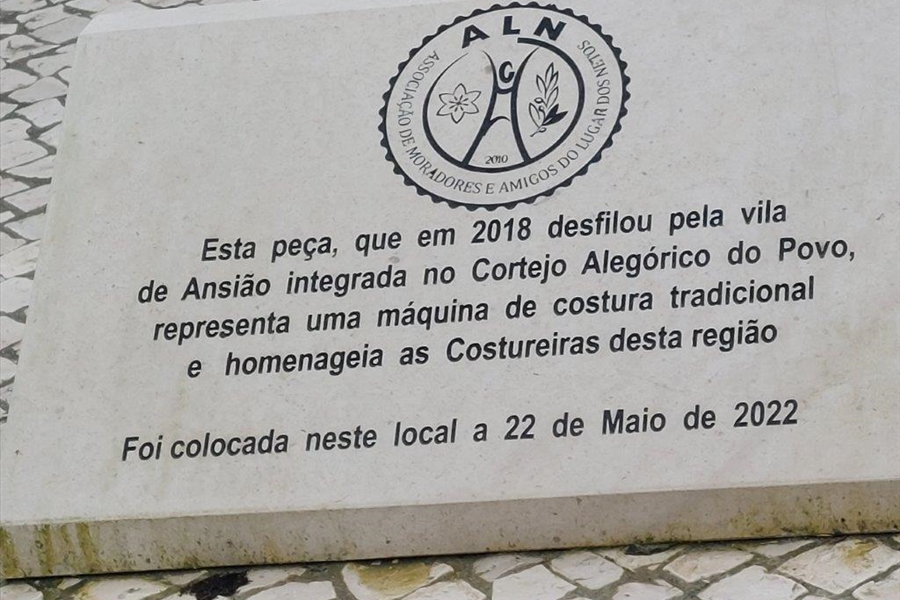 ALN
ASSOCIAÇÃO DE MORADORES E AMIGOS DO LUGAR DOS NETOS
2010
Esta peça, que em 2018 desfilou pela vila
de Ansião integrada no Cortejo Alegórico do Povo,
representa uma máquina de costura tradicional
e homenageia as Costureiras desta região
Foi colocada neste local a 22 de Maio de 2022